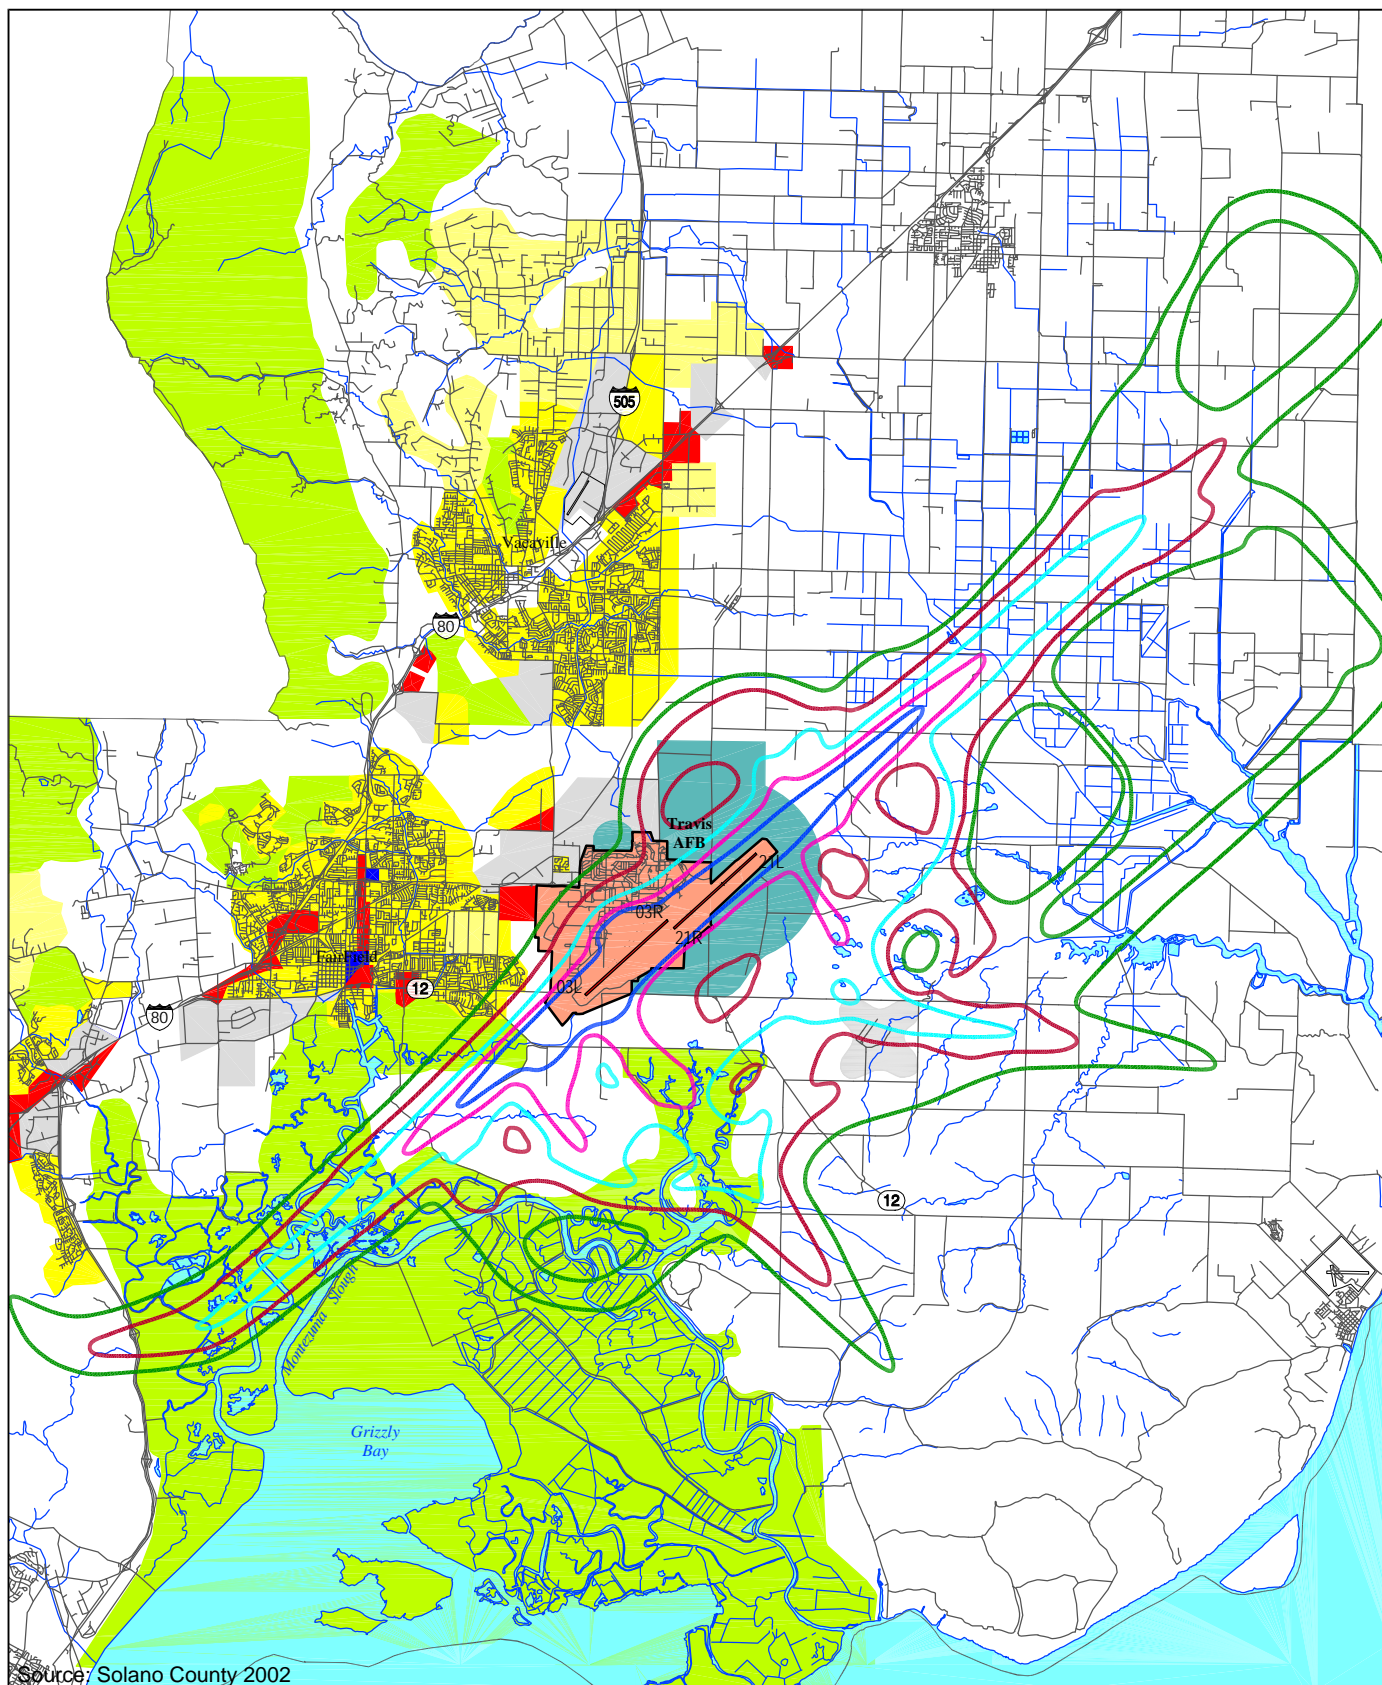 505
Vacaville
80
Travis
AFB
21L
03R
21R
Fairfield
03L
12
80
12
Montezuma Slough
Grizzly
Bay
Source: Solano County 2002